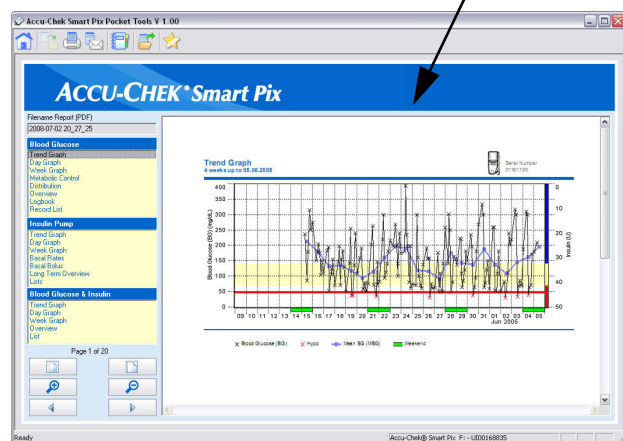 Accu-Chek Smart Pix Pocket Tools V 1.00
ACCU-CHEK® Smart Pix
Filename Report (PDF)
2008-07-02 20_27_25
Blood Glucose
Trend Graph
Day Graph
Week Graph
Metabolic Control
Distribution
Overview
Logbook
Record List
Insulin Pump
Trend Graph
Day Graph
Week Graph
Basal Rates
Basal Bolus
Long Term Overview
Lists
Blood Glucose & Insulin
Trend Graph
Day Graph
Week Graph
Overview
List
Page 1 of 20
Trend Graph
4 weeks up to 05.06.2005
Serial Number
Blood Glucose (BG) (mg/dL)
400
350
300
250
200
150
100
50
0
0
10
20
30
40
50
Insulin (U)
09 10 11 12 13 14 15 16 17 18 19 20 21 22 23 24 25 26 27 28 29 30 31 01 02 03 04 05
Jun 2005
Blood Glucose (BG) Hypo Mean BG (MBG) Weekend
Ready
Accu-Chek® Smart Pix F: - UI00168835